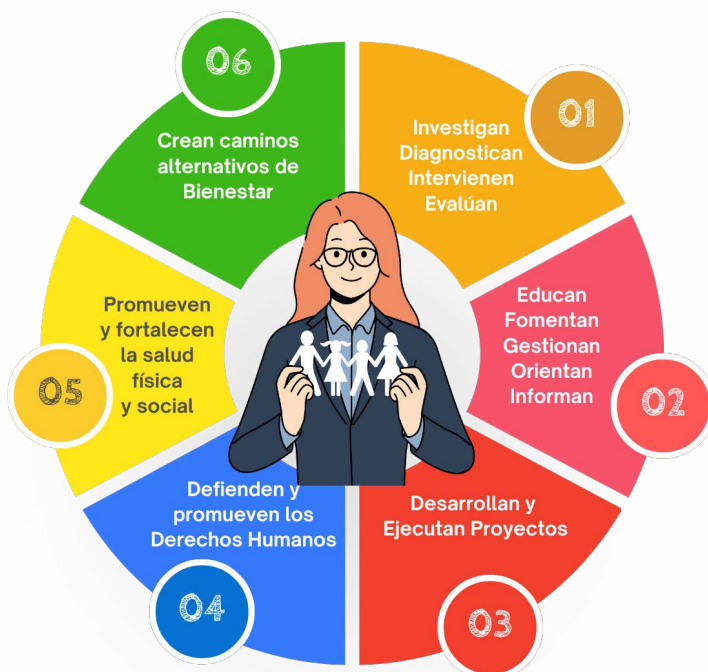 01
Investigan
Diagnostican
Intervienen
Evalúan
02
Educan
Fomentan
Gestionan
Orientan
Informan
03
Desarrollan y
Ejecutan Proyectos
04
Defienden y
promueven los
Derechos Humanos
05
Promueven
y fortalecen
la salud
física
y social
06
Crean caminos
alternativos de
Bienestar